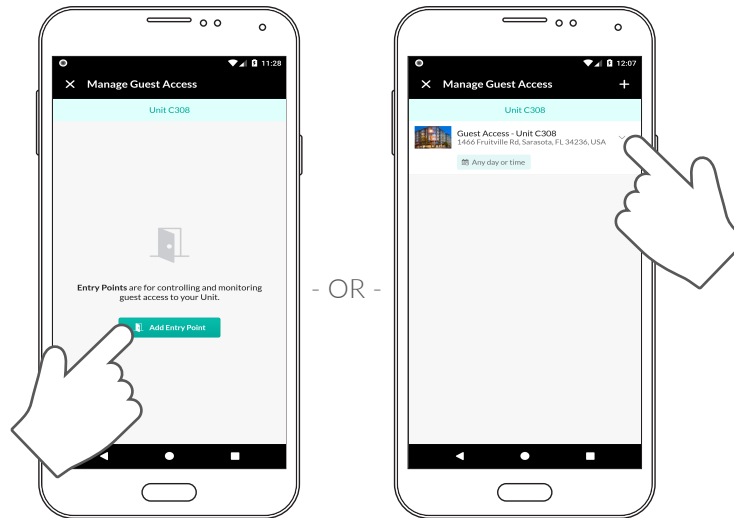 11:28
Manage Guest Access
Unit C308
Entry Points are for controlling and monitoring
guest access to your Unit.
Add Entry Point
- OR -
12:07
Manage Guest Access
Unit C308
Guest Access - Unit C308
1466 Fruitville Rd, Sarasota, FL 34236, USA
Any day or time